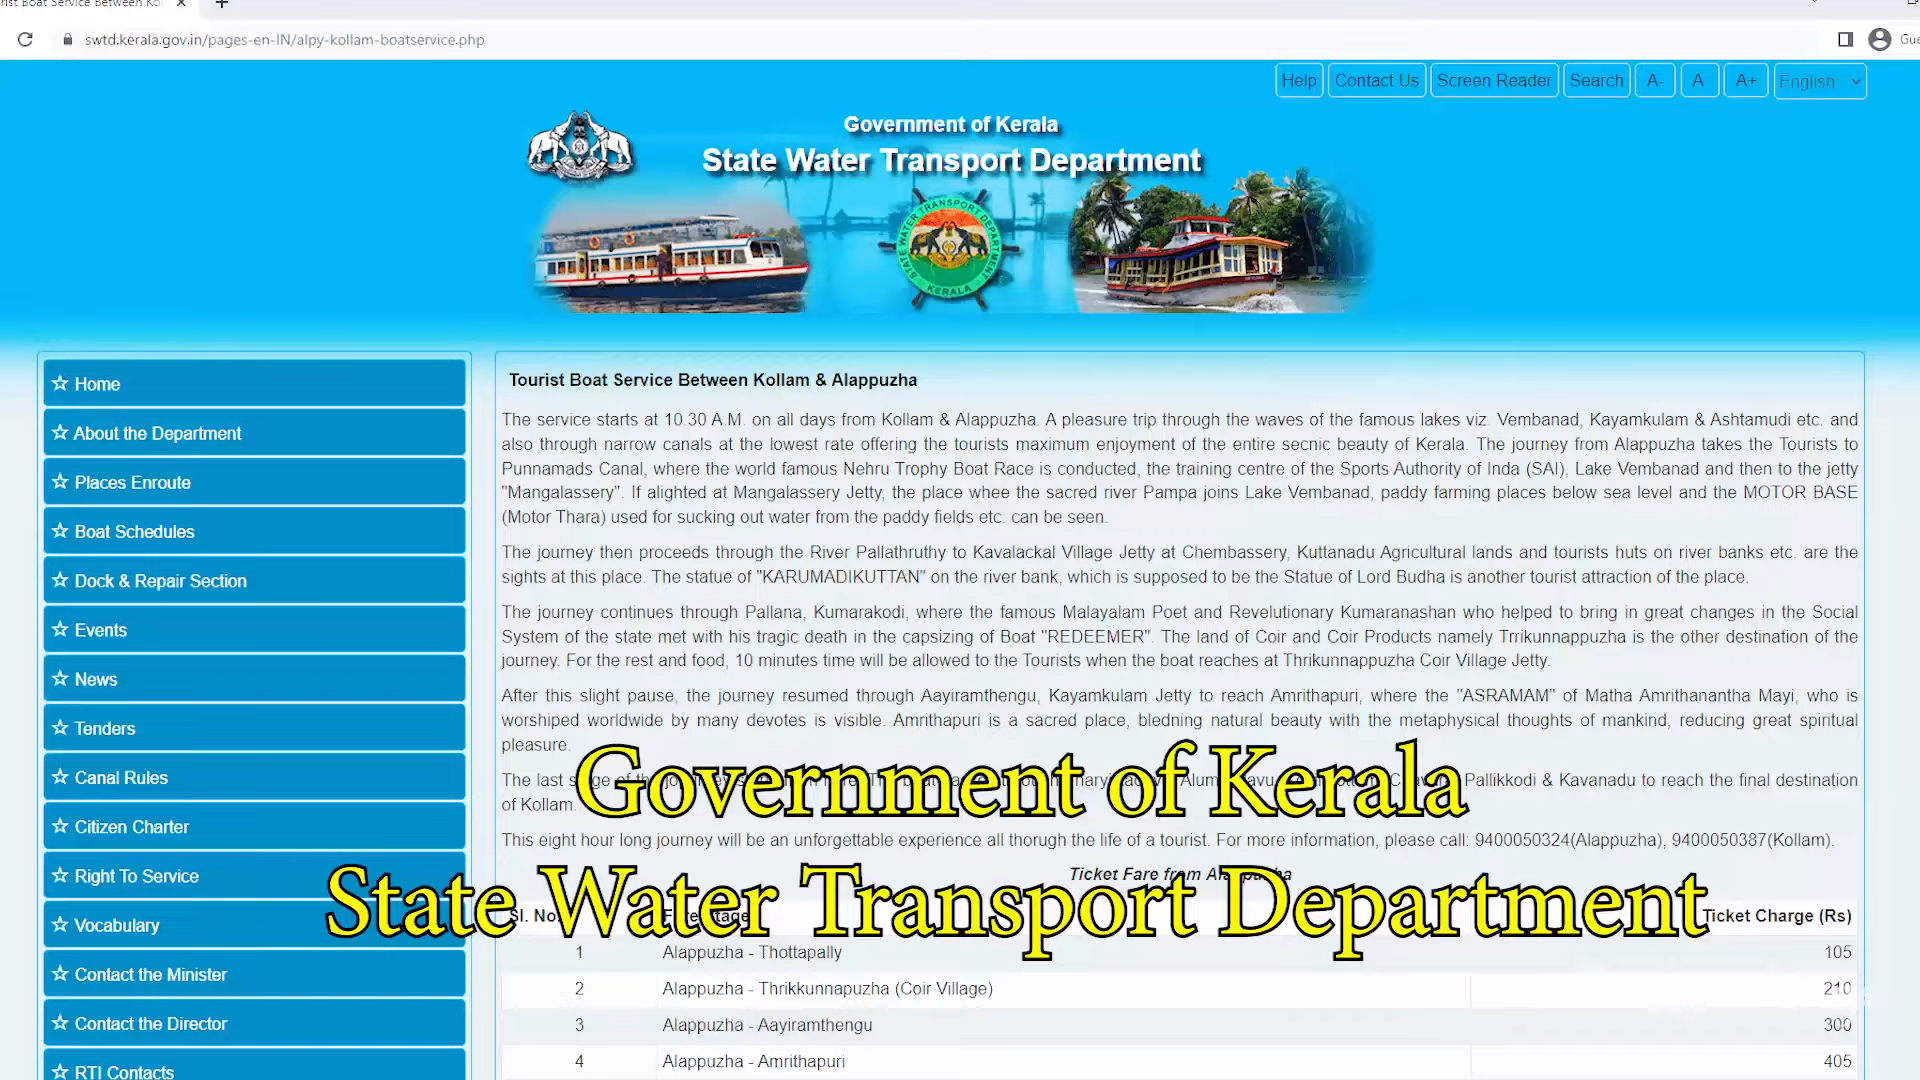 swtd.kerala.gov.in/pages-en-IN/alpy-kollam-boatservice.php
Help Contact Us Screen Reader Search A- A A+ English
Government of Kerala
State Water Transport Department
STATE WATER TRANSPORT DEPARTMENT
KERALA
Home
About the Department
Places Enroute
Boat Schedules
Dock & Repair Section
Events
News
Tenders
Canal Rules
Citizen Charter
Right To Service
Vocabulary
Contact the Minister
Contact the Director
RTI Contacts
Tourist Boat Service Between Kollam & Alappuzha
The service starts at 10.30 A.M. on all days from Kollam & Alappuzha. A pleasure trip through the waves of the famous lakes viz. Vembanad, Kayamkulam & Ashtamudi etc. and
also through narrow canals at the lowest rate offering the tourists maximum enjoyment of the entire secnic beauty of Kerala. The journey from Alappuzha takes the Tourists to
Punnamads Canal, where the world famous Nehru Trophy Boat Race is conducted, the training centre of the Sports Authority of Inda (SAI), Lake Vembanad and then to the jetty
"Mangalassery". If alighted at Mangalassery Jetty, the place whee the sacred river Pampa joins Lake Vembanad, paddy farming places below sea level and the MOTOR BASE
(Motor Thara) used for sucking out water from the paddy fields etc. can be seen.
The journey then proceeds through the River Pallathruthy to Kavalackal Village Jetty at Chembassery, Kuttanadu Agricultural lands and tourists huts on river banks etc. are the
sights at this place. The statue of "KARUMADIKUTTAN" on the river bank, which is supposed to be the Statue of Lord Budha is another tourist attraction of the place.
The journey continues through Pallana, Kumarakodi, where the famous Malayalam Poet and Revelutionary Kumaranashan who helped to bring in great changes in the Social
System of the state met with his tragic death in the capsizing of Boat "REDEEMER". The land of Coir and Coir Products namely Trrikunnappuzha is the other destination of the
journey. For the rest and food, 10 minutes time will be allowed to the Tourists when the boat reaches at Thrikunnappuzha Coir Village Jetty.
After this slight pause, the journey resumed through Aayiramthengu, Kayamkulam Jetty to reach Amrithapuri, where the "ASRAMAM" of Matha Amrithanantha Mayi, who is
worshiped worldwide by many devotes is visible. Amrithapuri is a sacred place, bledning natural beauty with the metaphysical thoughts of mankind, reducing great spiritual
pleasure.
The last Pallikkodi & Kavanadu to reach the final destination
of Kollam.
Government of Kerala
This eight hour long journey will be an unforgettable experience all thorugh the life of a tourist. For more information, please call: 9400050324(Alappuzha), 9400050387(Kollam).
Ticket Fare from
State Water Transport Department
Sl. No. Ticket Charge (Rs)
1 Alappuzha - Thottapally 105
2 Alappuzha - Thrikkunnapuzha (Coir Village) 210
3 Alappuzha - Aayiramthengu 300
4 Alappuzha - Amrithapuri 405